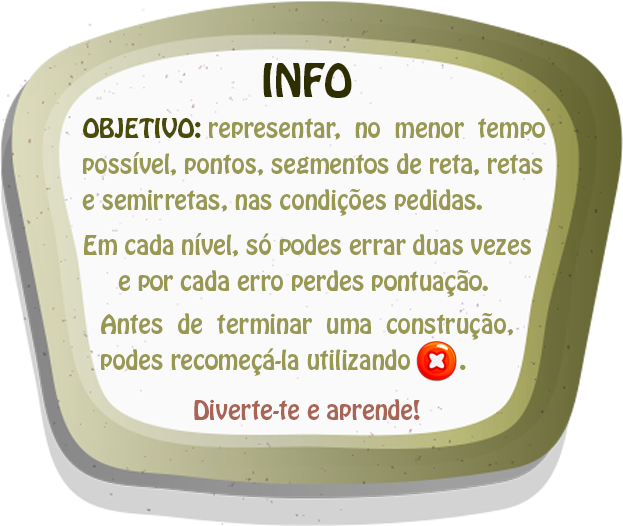 INFO
OBJETIVO: representar, no menor tempo
possível, pontos, segmentos de reta, retas
e semirretas, nas condições pedidas.
Em cada nível, só podes errar duas vezes
e por cada erro perdes pontuação.
Antes de terminar uma construção,
podes recomeçá-la utilizando .
Diverte-te e aprende!